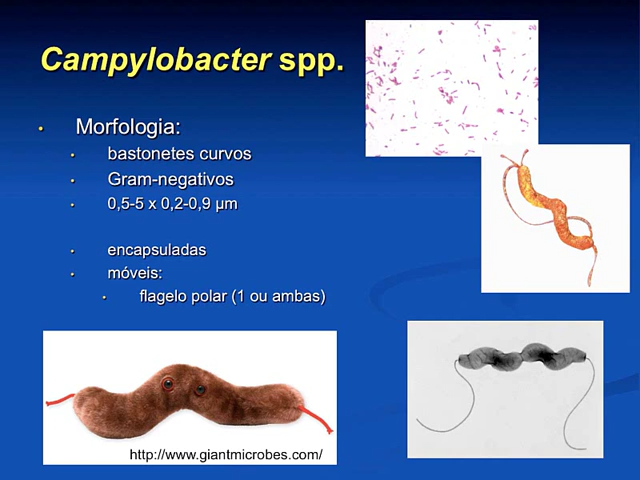 Campylobacter spp.
• Morfologia:
• bastonetes curvos
• Gram-negativos
• 0,5-5 x 0,2-0,9 μm
• encapsuladas
• móveis:
• flagelo polar (1 ou ambas)
http://www.giantmicrobes.com/